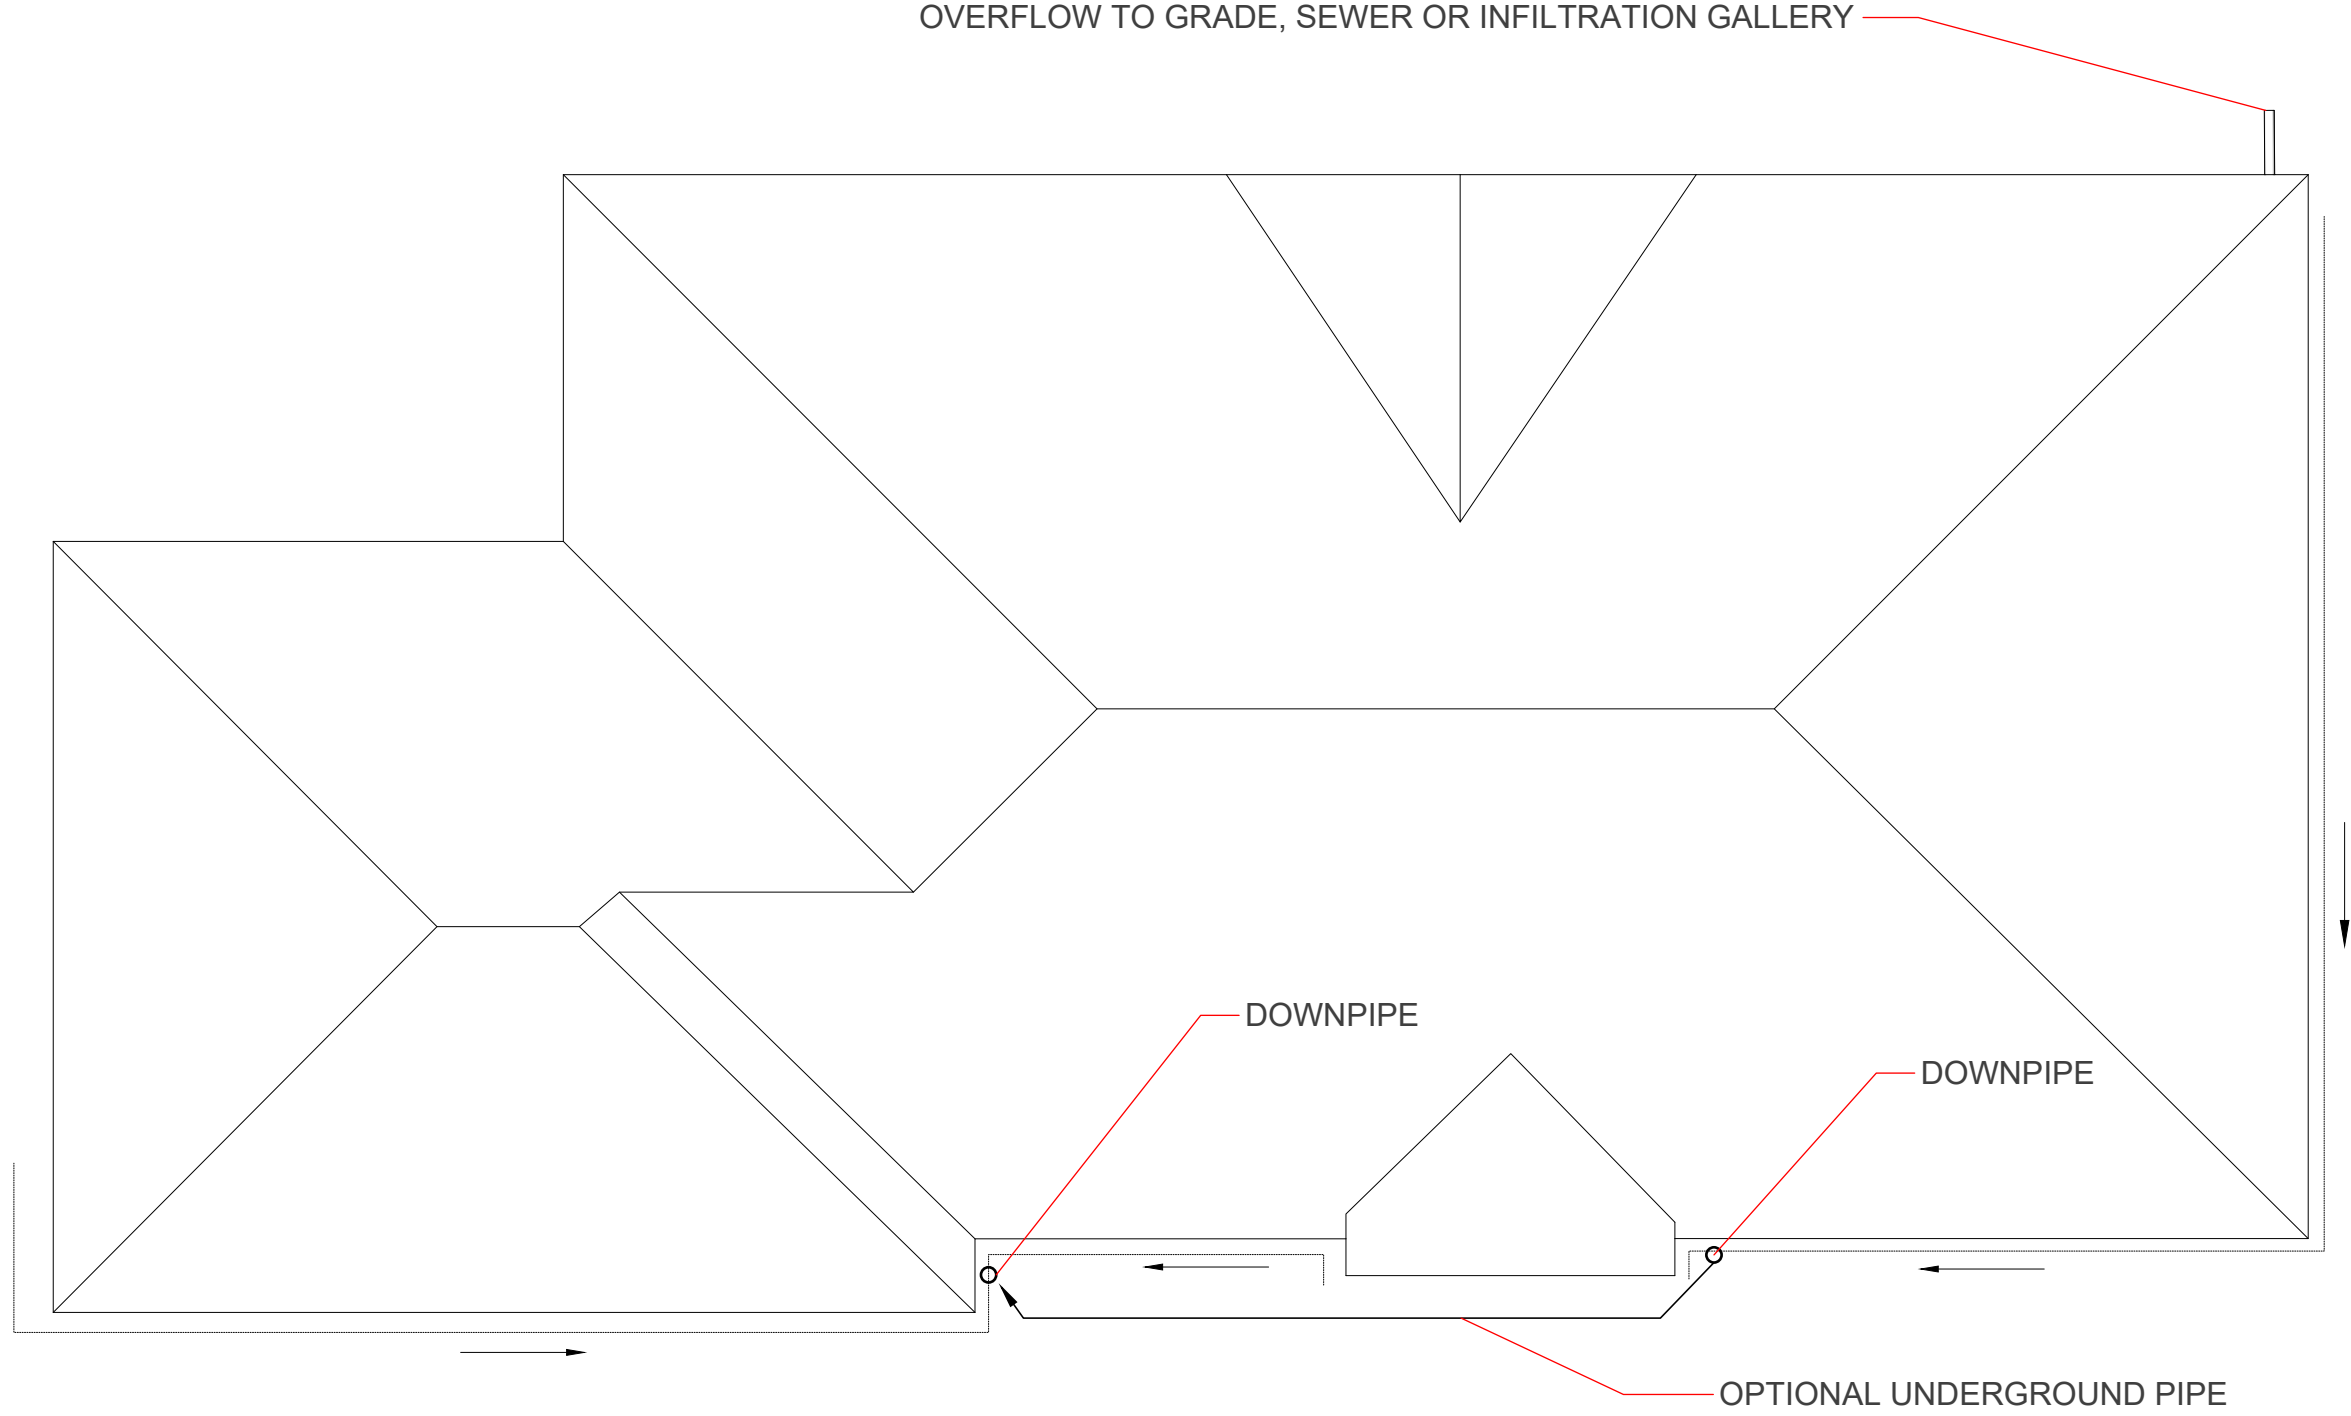 OVERFLOW TO GRADE, SEWER OR INFILTRATION GALLERY
DOWNPIPE
DOWNPIPE
OPTIONAL UNDERGROUND PIPE